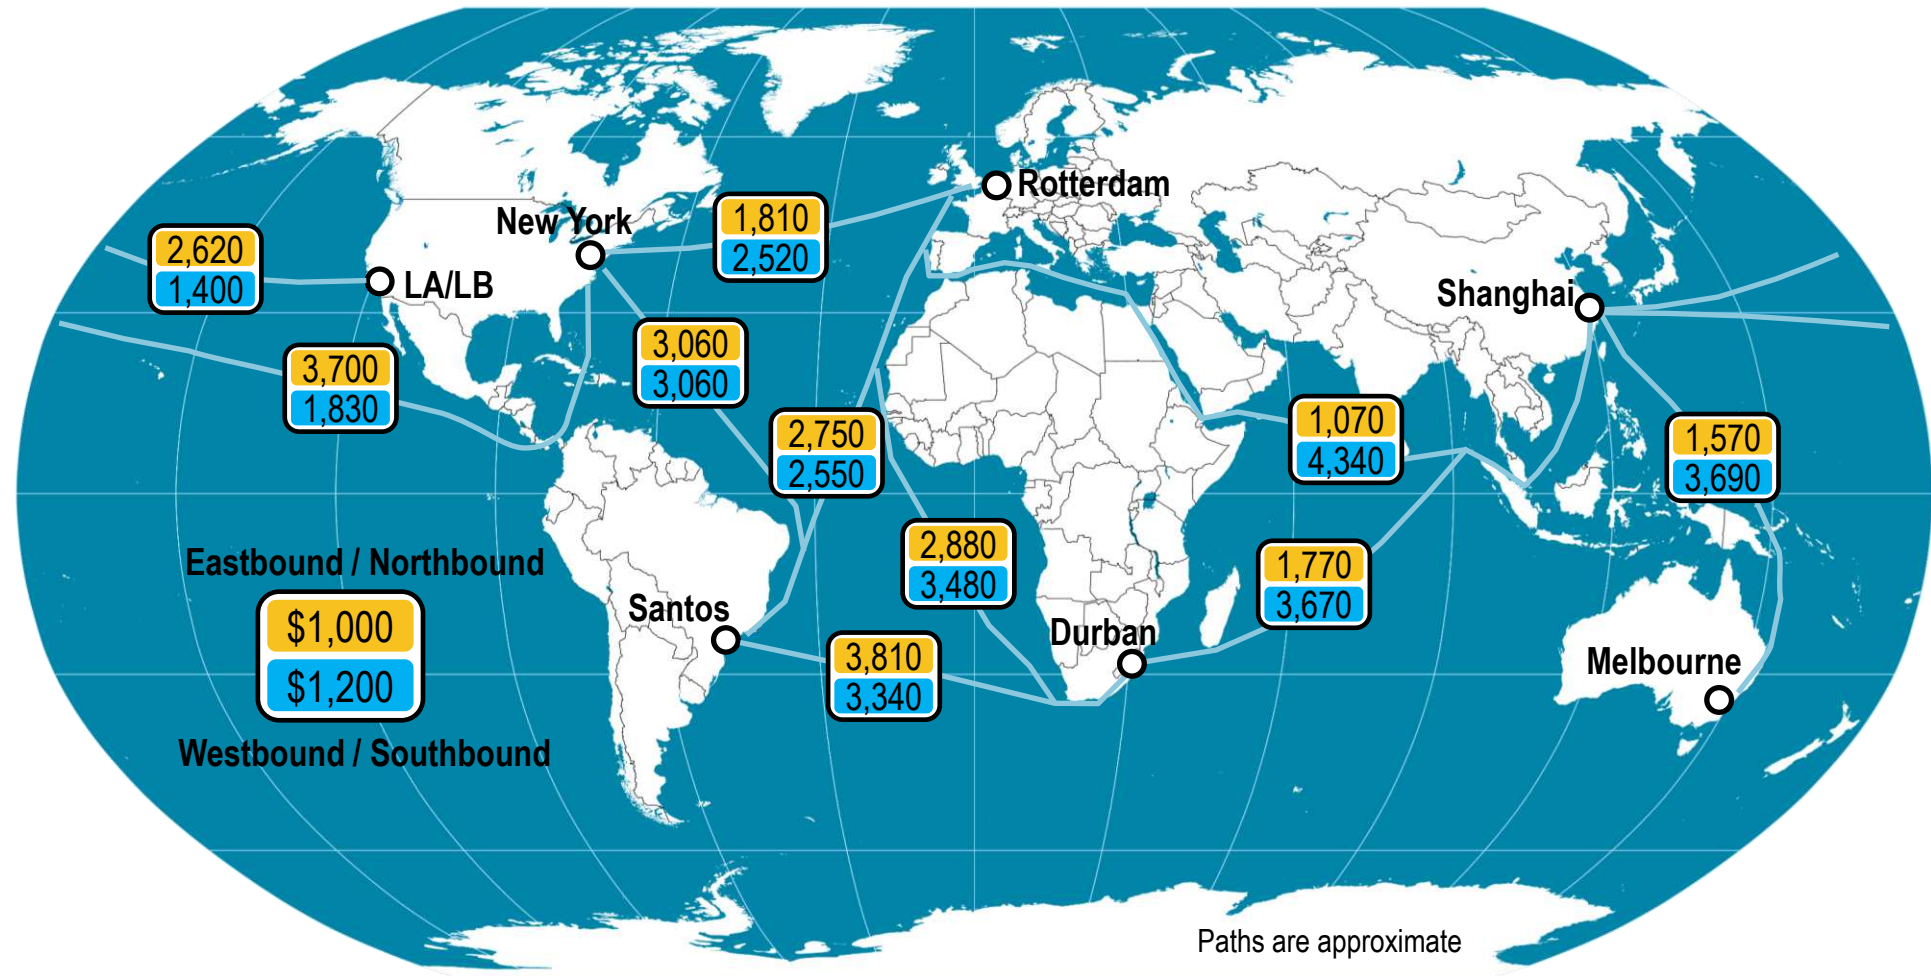 Rotterdam
New York
1,810
2,520
2,620
1,400
LA/LB
Shanghai
3,060
3,060
3,700
1,830
1,070
4,340
2,750
2,550
1,570
3,690
2,880
3,480
Eastbound / Northbound
1,770
3,670
$1,000
$1,200
Santos
Durban
3,810
3,340
Melbourne
Westbound / Southbound
Paths are approximate